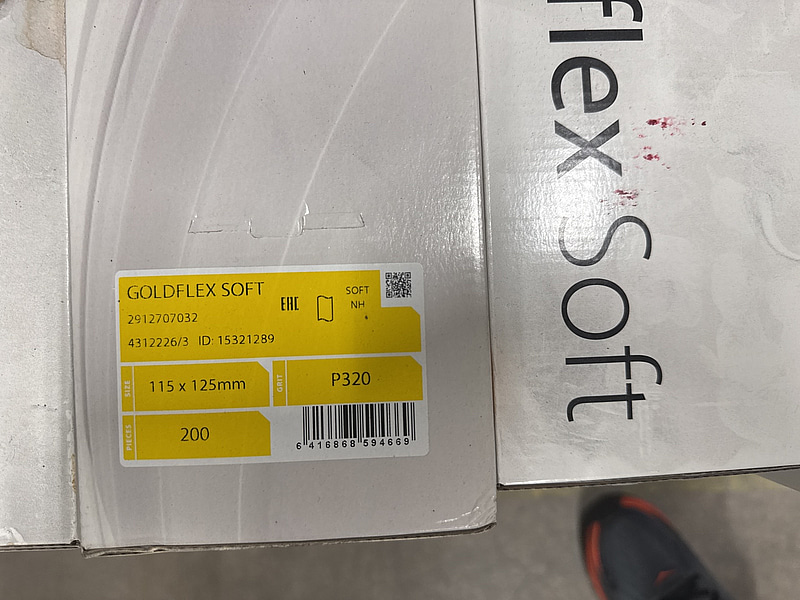 flex Soft
GOLDFLEX SOFT
2912707032
4312226/3 ID: 15321289
EAC
SOFT
NH
SIZE
115 x 125mm
GRIT
P320
PIECES
200
6 416868 594669